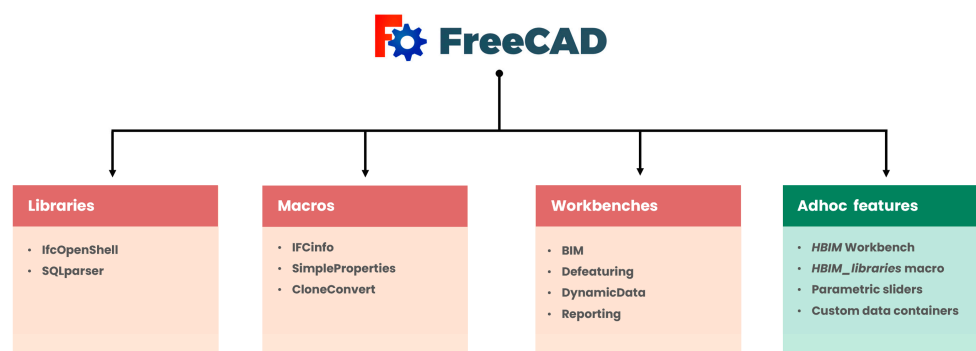 FreeCAD
Libraries
• IfcOpenShell
• SQLparser
Macros
• IFCinfo
• SimpleProperties
• CloneConvert
Workbenches
• BIM
• Defeaturing
• DynamicData
• Reporting
Adhoc features
• HBIM Workbench
• HBIM_libraries macro
• Parametric sliders
• Custom data containers